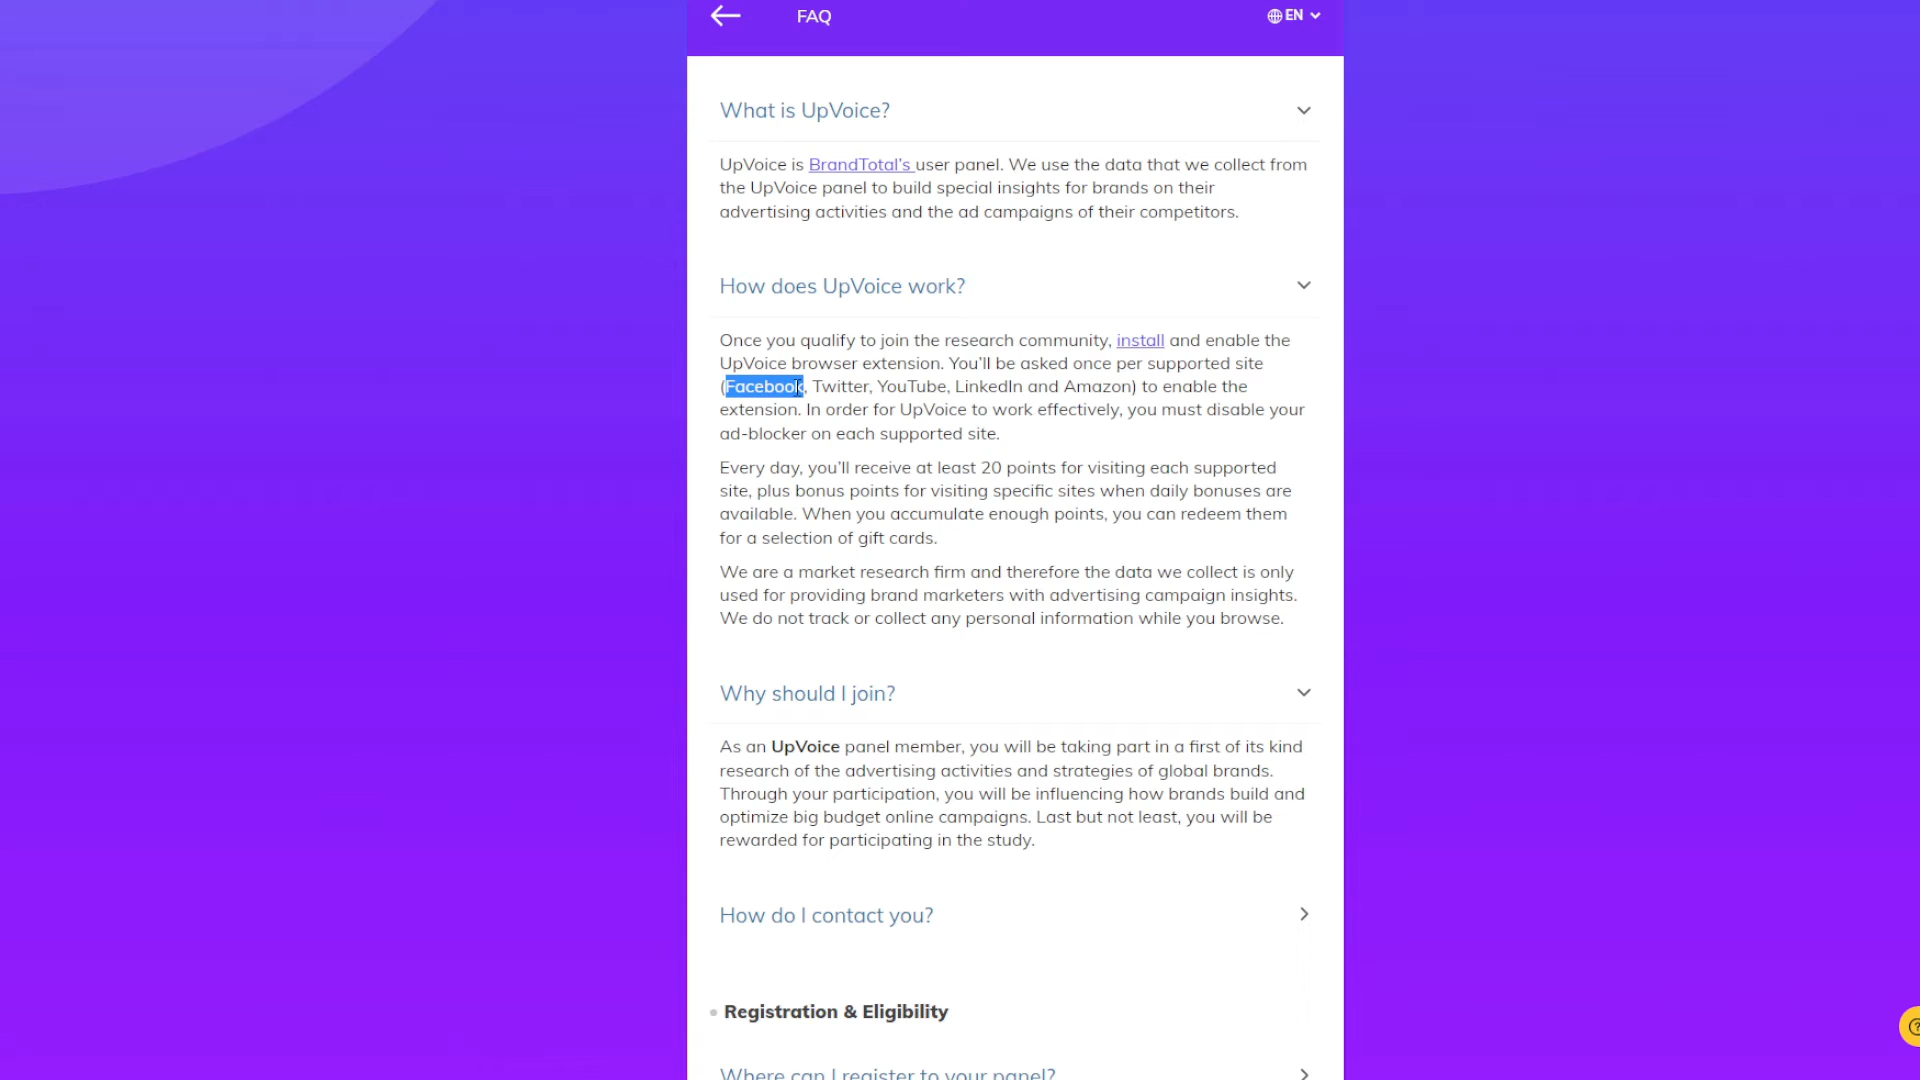 FAQ
EN
What is UpVoice?
UpVoice is BrandTotal's user panel. We use the data that we collect from
the UpVoice panel to build special insights for brands on their
advertising activities and the ad campaigns of their competitors.
How does UpVoice work?
Once you qualify to join the research community, install and enable the
UpVoice browser extension. You'll be asked once per supported site
(Facebook, Twitter, YouTube, LinkedIn and Amazon) to enable the
extension. In order for UpVoice to work effectively, you must disable your
ad-blocker on each supported site.
Every day, you'll receive at least 20 points for visiting each supported
site, plus bonus points for visiting specific sites when daily bonuses are
available. When you accumulate enough points, you can redeem them
for a selection of gift cards.
We are a market research firm and therefore the data we collect is only
used for providing brand marketers with advertising campaign insights.
We do not track or collect any personal information while you browse.
Why should I join?
As an UpVoice panel member, you will be taking part in a first of its kind
research of the advertising activities and strategies of global brands.
Through your participation, you will be influencing how brands build and
optimize big budget online campaigns. Last but not least, you will be
rewarded for participating in the study.
How do I contact you?
Registration & Eligibility
Where can I register to your panel?